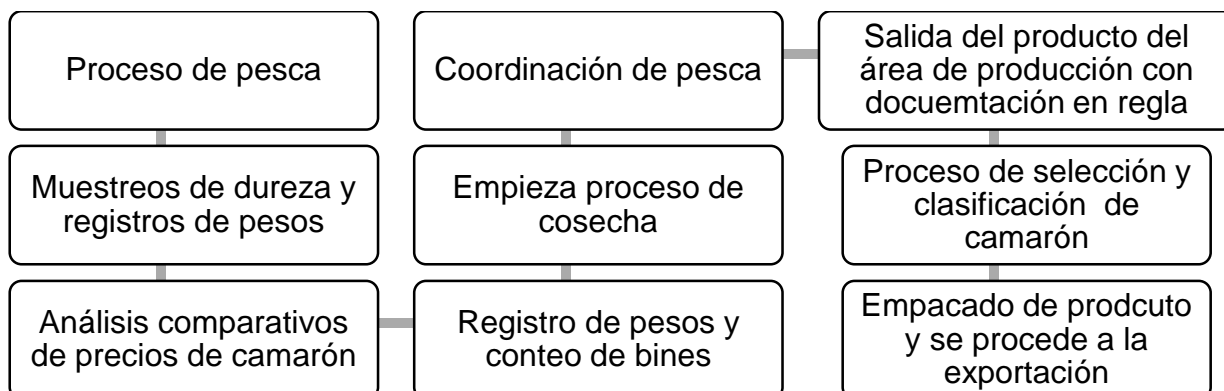 Proceso de pesca
Muestreos de dureza y
registros de pesos
Análisis comparativos
de precios de camarón
Registro de pesos y
conteo de bines
Empieza proceso de
cosecha
Coordinación de pesca
Salida del producto del
área de producción con
docuemtación en regla
Proceso de selección y
clasificación de
camarón
Empacado de prodcuto
y se procede a la
exportación